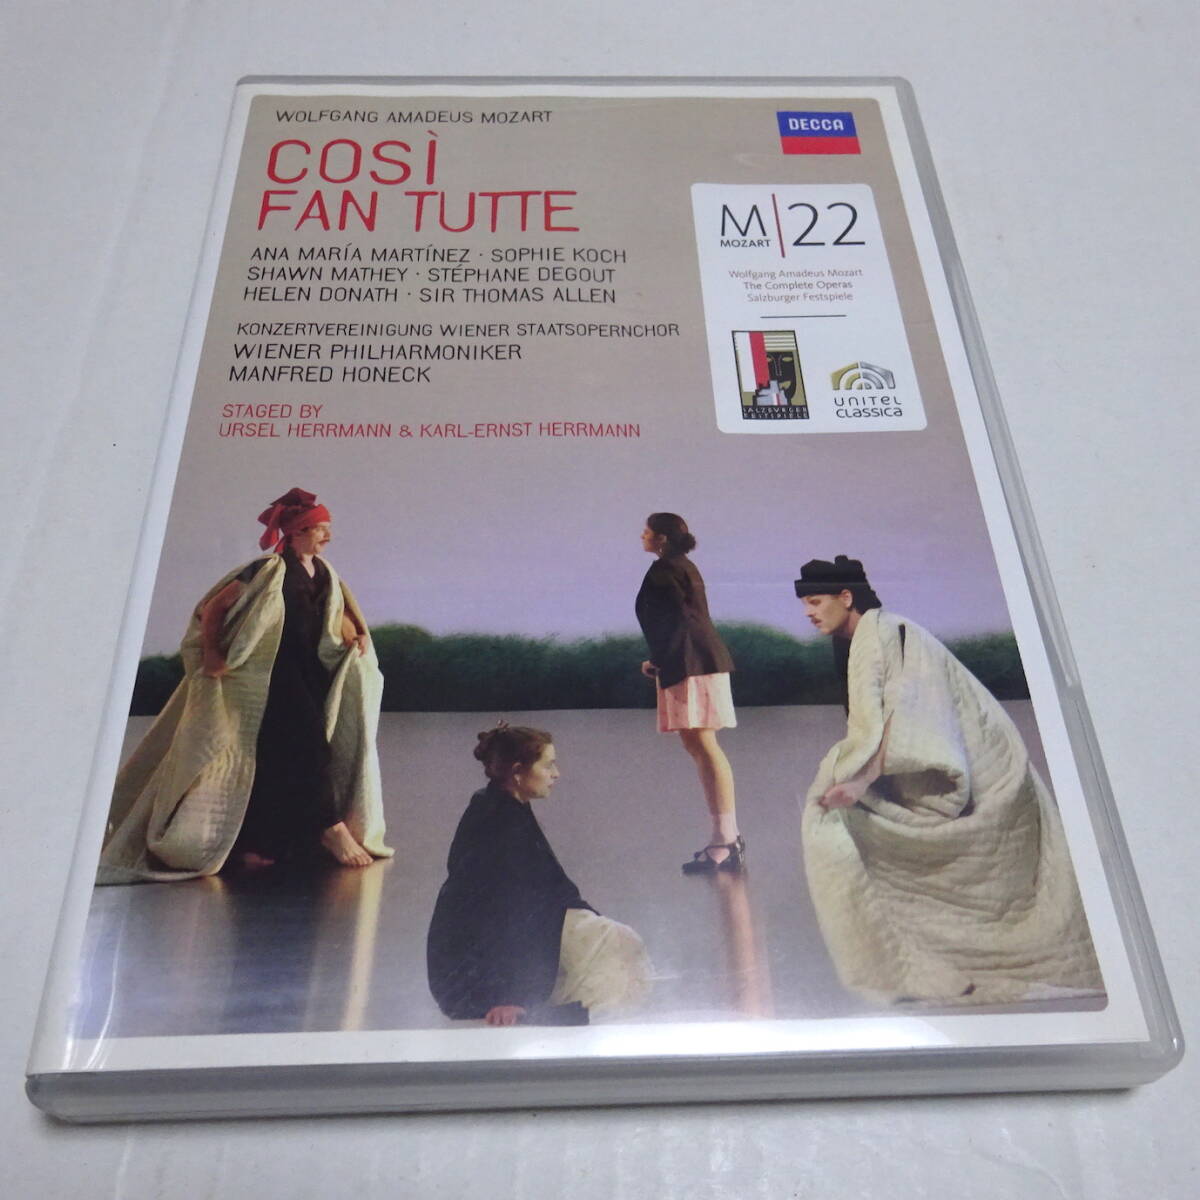 WOLFGANG AMADEUS MOZART
COSÌ
FAN TUTTE
ANA MARÍA MARTÍNEZ · SOPHIE KOCH
SHAWN MATHEY · STÉPHANE DEGOUT
HELEN DONATH · SIR THOMAS ALLEN
KONZERTVEREINIGUNG WIENER STAATSOPERNCHOR
WIENER PHILHARMONIKER
MANFRED HONECK
STAGED BY
URSEL HERRMANN & KARL-ERNST HERRMANN
DECCA
M|22
MOZART
Wolfgang Amadeus Mozart
The Complete Operas
Salzburger Festspiele
SALZBURGER
FESTSPIELE
UNITEL
CLASSICA